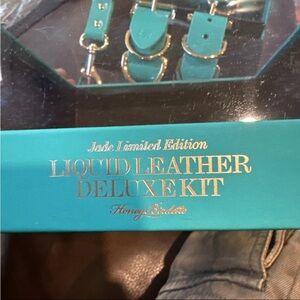 Jade Limited Edition
LIQUID LEATHER
DELUXE KIT
Honey Birdette